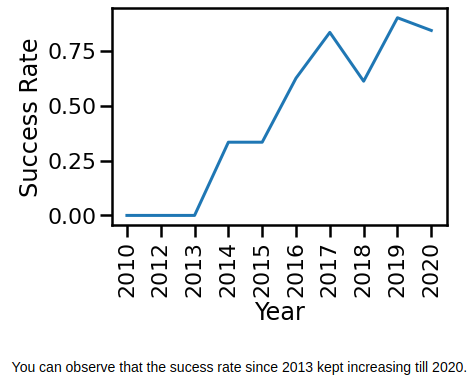 0.75
0.50
0.25
0.00
Success Rate
2010 2012 2013 2014 2015 2016 2017 2018 2019 2020
Year
You can observe that the sucess rate since 2013 kept increasing till 2020.